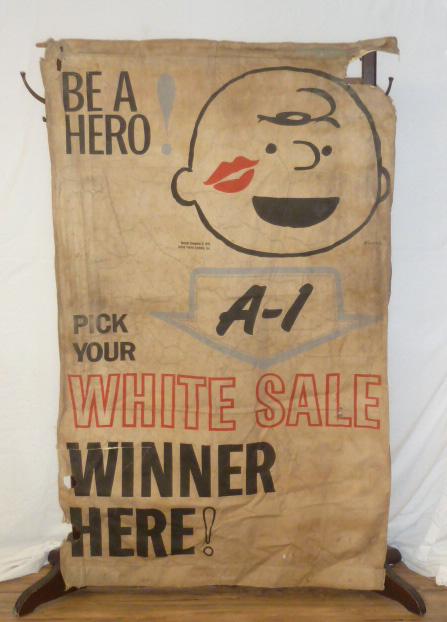 BE A
HERO!
A-1
PICK
YOUR
WHITE SALE
WINNER
HERE!